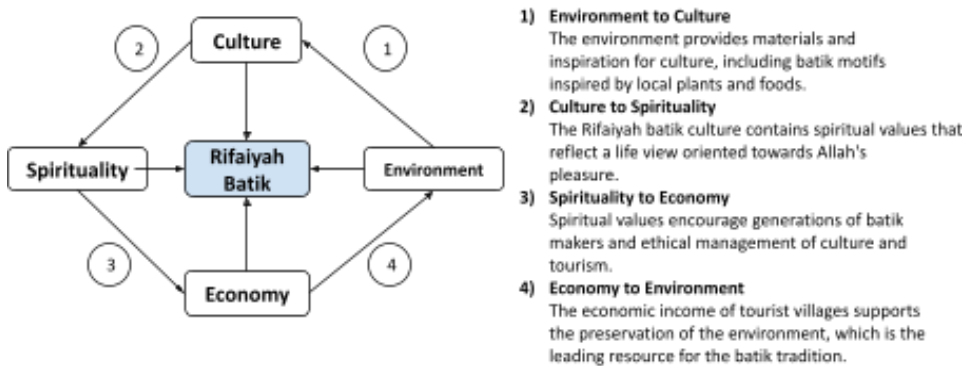 Culture
2
1
Spirituality
Rifaiyah
Batik
Environment
3
4
Economy
1) Environment to Culture
The environment provides materials and
inspiration for culture, including batik motifs
inspired by local plants and foods.
2) Culture to Spirituality
The Rifaiyah batik culture contains spiritual values that
reflect a life view oriented towards Allah's
pleasure.
3) Spirituality to Economy
Spiritual values encourage generations of batik
makers and ethical management of culture and
tourism.
4) Economy to Environment
The economic income of tourist villages supports
the preservation of the environment, which is the
leading resource for the batik tradition.